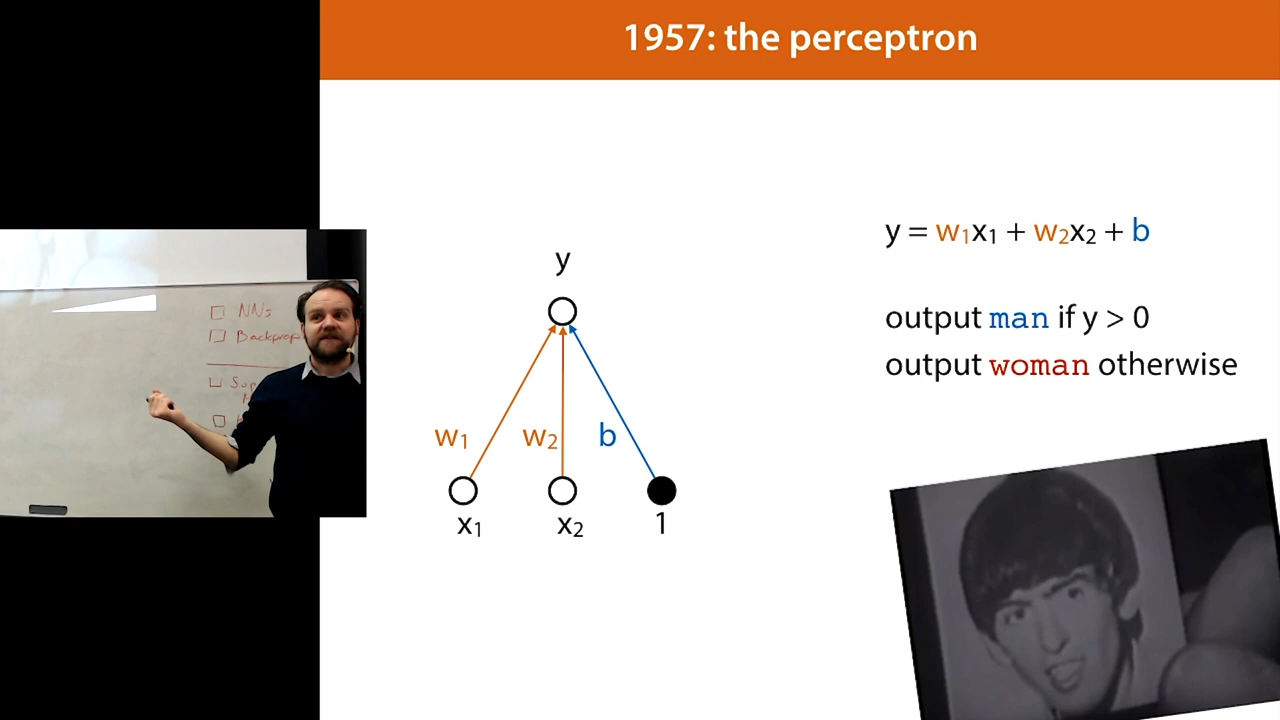 1957: the perceptron
NNs
Backprop
y = w₁x₁ + w₂x₂ + b
output man if y > 0
output woman otherwise
y
w₁ w₂ b
x₁ x₂ 1